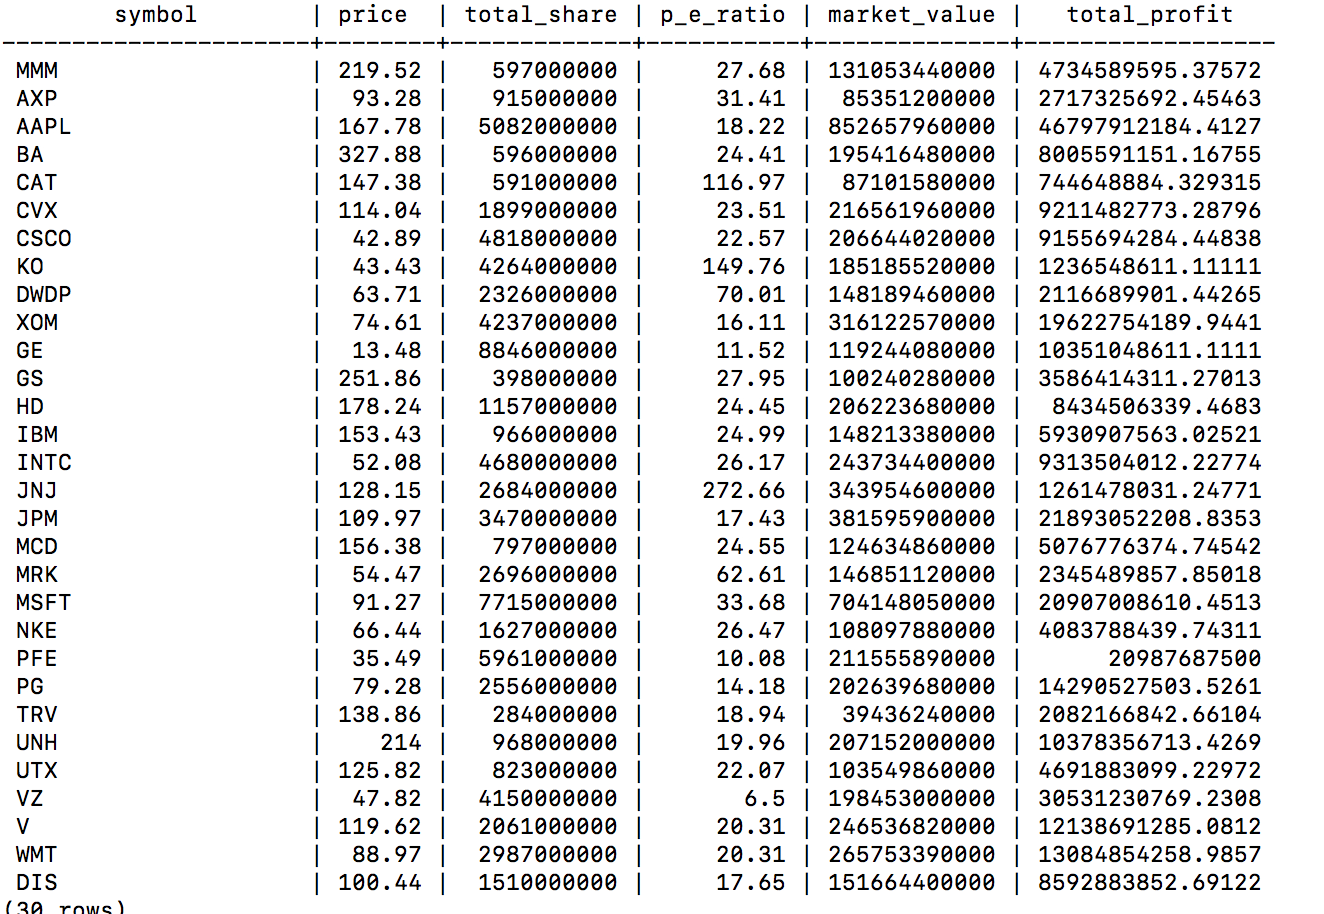 symbol | price | total_share | p_e_ratio | market_value | total_profit
----------------------+--------+-------------+-----------+--------------+------------------
MMM | 219.52 | 597000000 | 27.68 | 131053440000 | 4734589595.37572
AXP | 93.28 | 915000000 | 31.41 | 85351200000 | 2717325692.45463
AAPL | 167.78 | 5082000000 | 18.22 | 852657960000 | 46797912184.4127
BA | 327.88 | 596000000 | 24.41 | 195416480000 | 8005591151.16755
CAT | 147.38 | 591000000 | 116.97 | 87101580000 | 744648884.329315
CVX | 114.04 | 1899000000 | 23.51 | 216561960000 | 9211482773.28796
CSCO | 42.89 | 4818000000 | 22.57 | 206644020000 | 9155694284.44838
KO | 43.43 | 4264000000 | 149.76 | 185185520000 | 1236548611.11111
DWDP | 63.71 | 2326000000 | 70.01 | 148189460000 | 2116689901.44265
XOM | 74.61 | 4237000000 | 16.11 | 316122570000 | 19622754189.9441
GE | 13.48 | 8846000000 | 11.52 | 119244080000 | 10351048611.1111
GS | 251.86 | 398000000 | 27.95 | 100240280000 | 3586414311.27013
HD | 178.24 | 1157000000 | 24.45 | 206223680000 | 8434506339.4683
IBM | 153.43 | 966000000 | 24.99 | 148213380000 | 5930907563.02521
INTC | 52.08 | 4680000000 | 26.17 | 243734400000 | 9313504012.22774
JNJ | 128.15 | 2684000000 | 272.66 | 343954600000 | 1261478031.24771
JPM | 109.97 | 3470000000 | 17.43 | 381595900000 | 21893052208.8353
MCD | 156.38 | 797000000 | 24.55 | 124634860000 | 5076776374.74542
MRK | 54.47 | 2696000000 | 62.61 | 146851120000 | 2345489857.85018
MSFT | 91.27 | 7715000000 | 33.68 | 704148050000 | 20907008610.4513
NKE | 66.44 | 1627000000 | 26.47 | 108097880000 | 4083788439.74311
PFE | 35.49 | 5961000000 | 10.08 | 211555890000 | 20987687500
PG | 79.28 | 2556000000 | 14.18 | 202639680000 | 14290527503.5261
TRV | 138.86 | 284000000 | 18.94 | 39436240000 | 2082166842.66104
UNH | 214 | 968000000 | 19.96 | 207152000000 | 10378356713.4269
UTX | 125.82 | 823000000 | 22.07 | 103549860000 | 4691883099.22972
VZ | 47.82 | 4150000000 | 6.5 | 198453000000 | 30531230769.2308
V | 119.62 | 2061000000 | 20.31 | 246536820000 | 12138691285.0812
WMT | 88.97 | 2987000000 | 20.31 | 265753390000 | 13084854258.9857
DIS | 100.44 | 1510000000 | 17.65 | 151664400000 | 8592883852.69122
(30 rows)